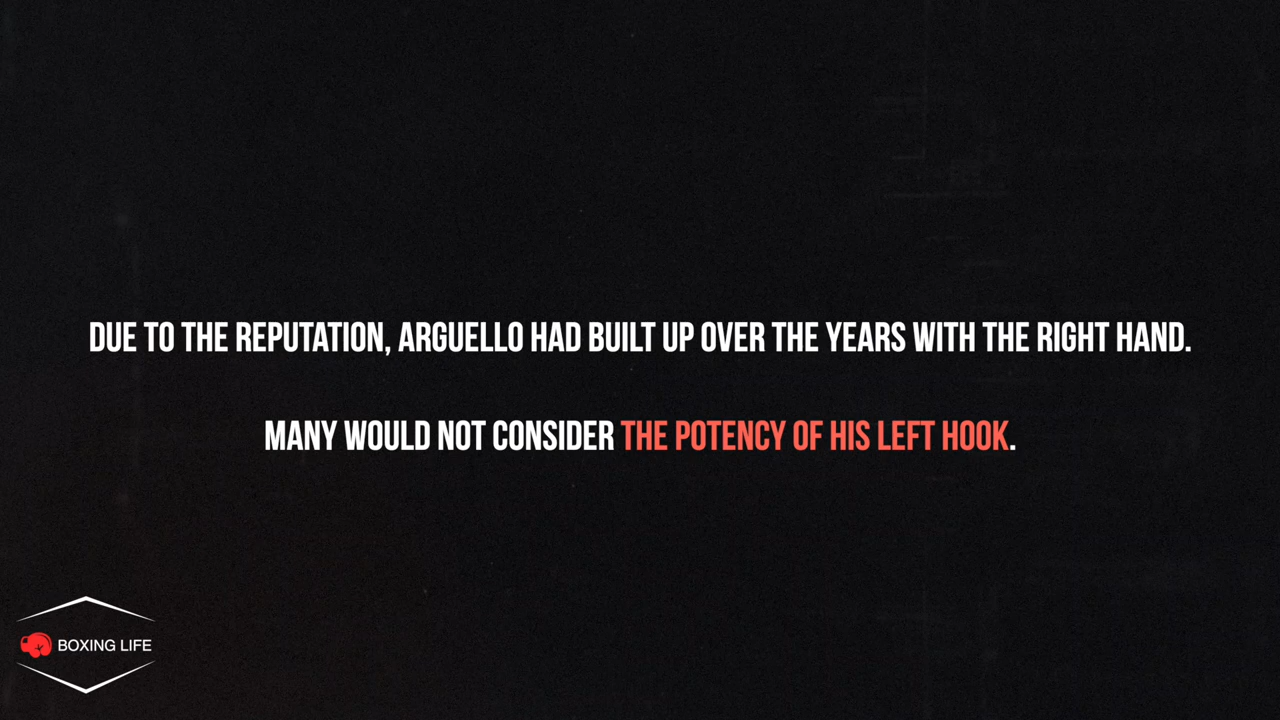 DUE TO THE REPUTATION, ARGUELLO HAD BUILT UP OVER THE YEARS WITH THE RIGHT HAND.
MANY WOULD NOT CONSIDER THE POTENCY OF HIS LEFT HOOK.
BOXING LIFE